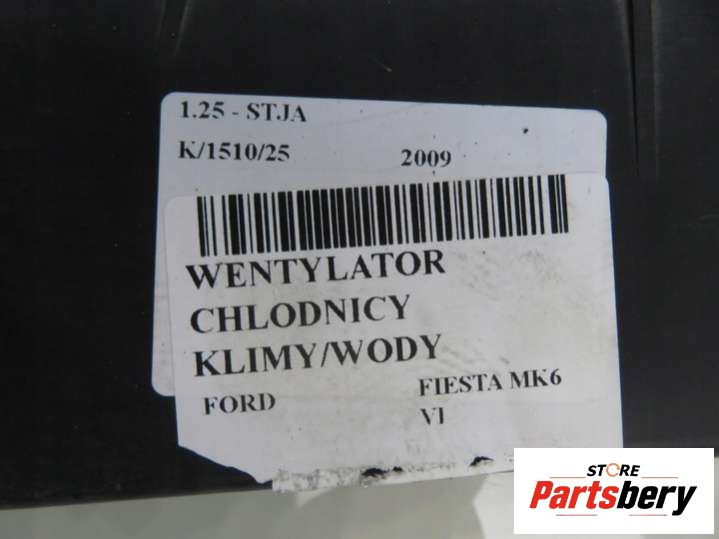 1.25 - STJA
K/1510/25 2009
WENTYLATOR
CHLODNICY
KLIMY/WODY
FORD FIESTA MK6
VI
STORE
Partsbery